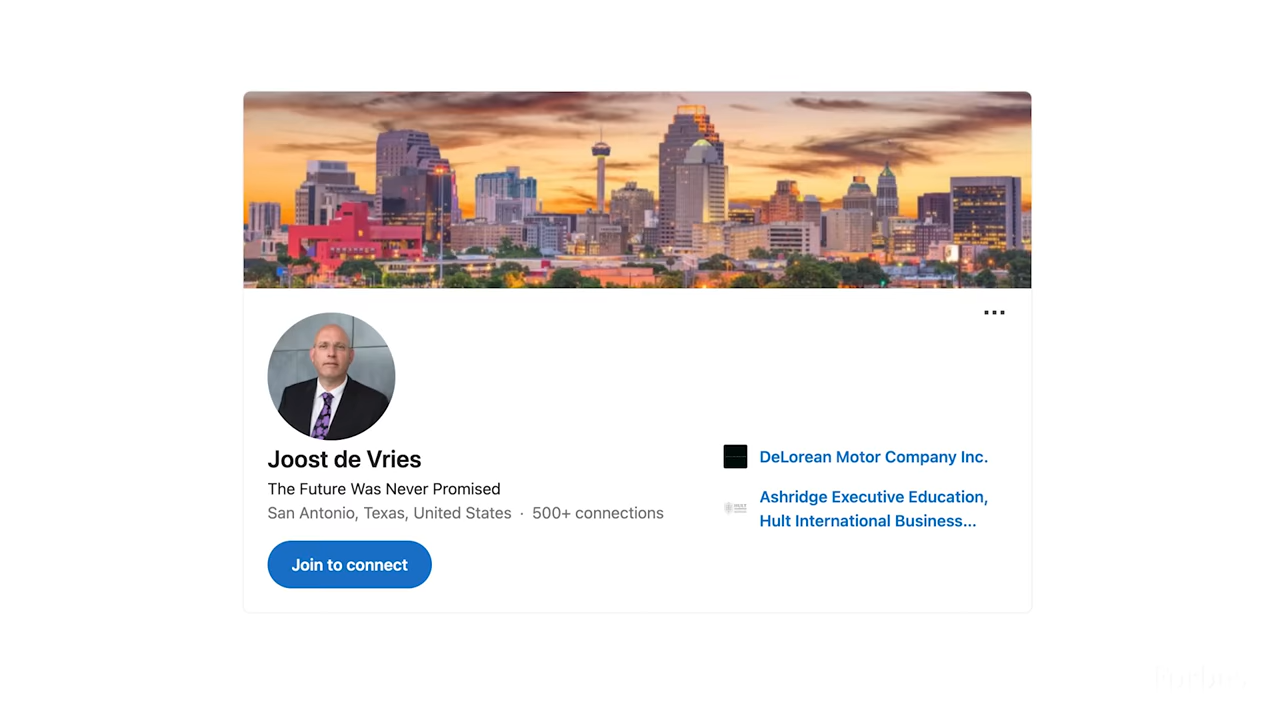 Joost de Vries
The Future Was Never Promised
San Antonio, Texas, United States · 500+ connections
Join to connect
DeLorean Motor Company Inc.
Ashridge Executive Education,
Hult International Business...
Forbes